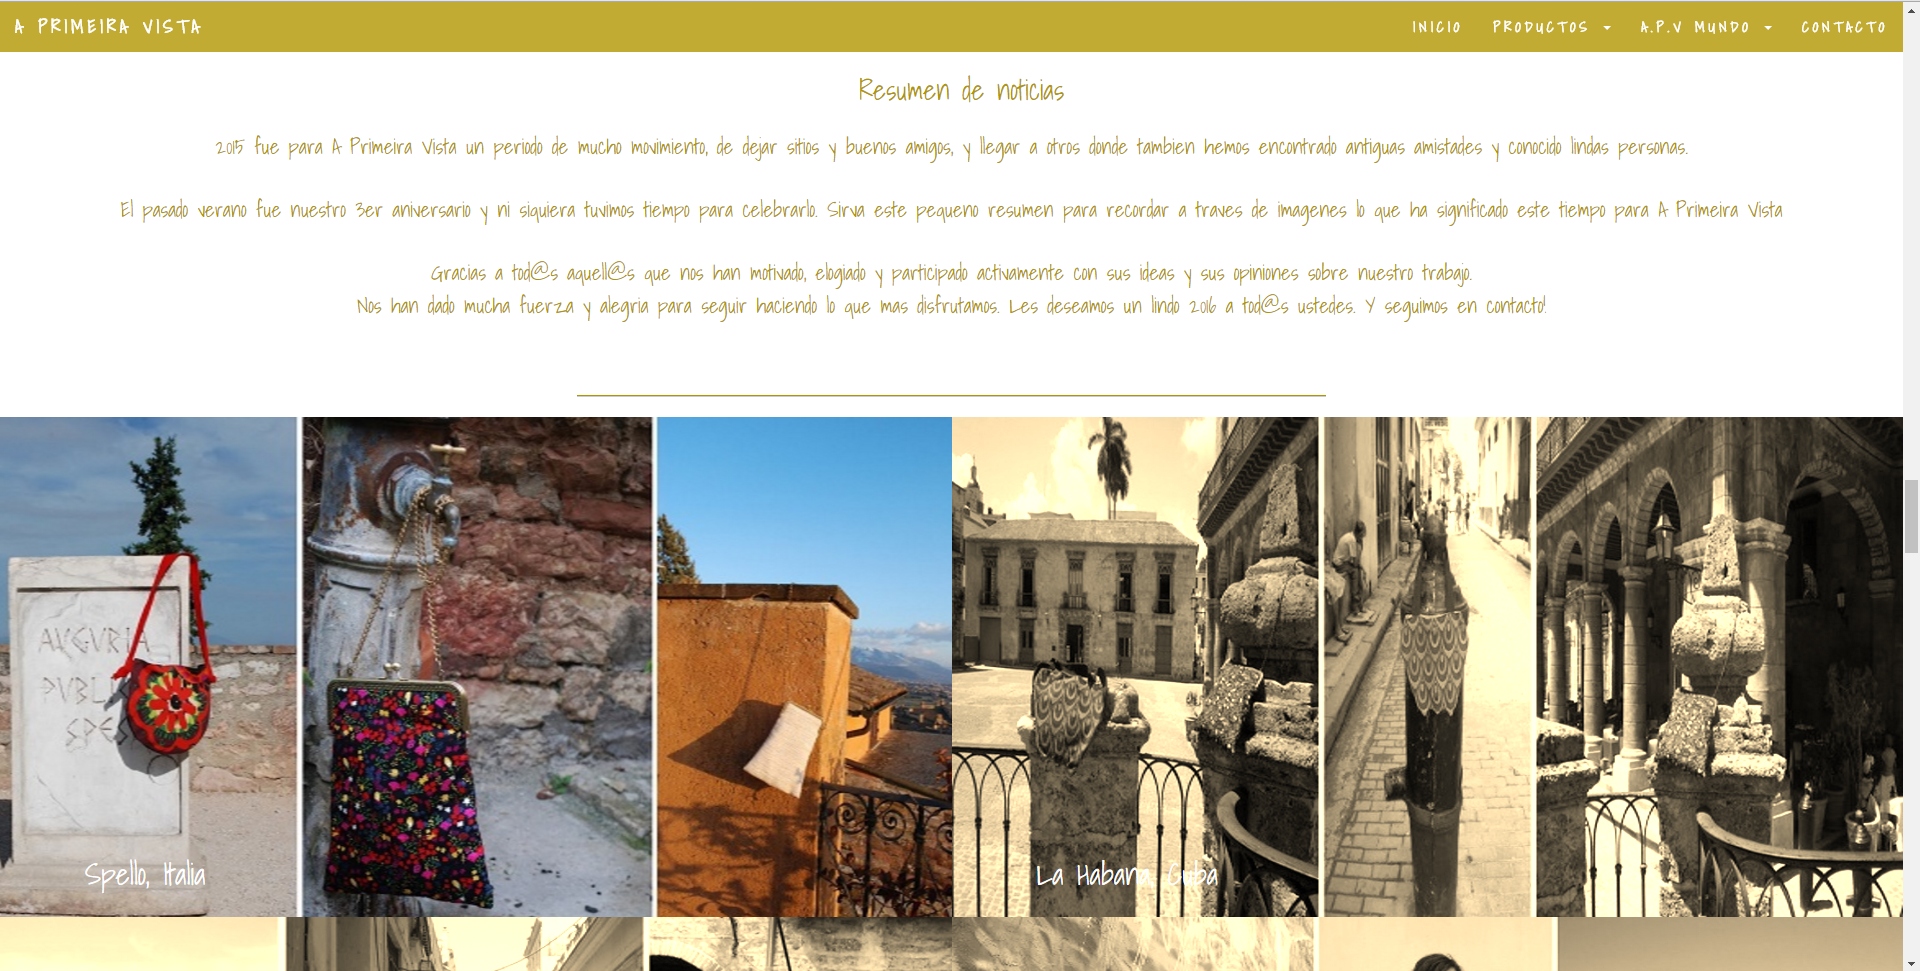 A PRIMEIRA VISTA
INICIO PRODUCTOS A.P.V MUNDO CONTACTO
Resumen de noticias
2015 fue para A Primeira Vista un periodo de mucho movimiento, de dejar sitios y buenos amigos, y llegar a otros donde tambien hemos encontrado antiguas amistades y conocido lindas personas.
El pasado verano fue nuestro 3er aniversario y ni siquiera tuvimos tiempo para celebrarlo. Sirva este pequeno resumen para recordar a traves de imagenes lo que ha significado este tiempo para A Primeira Vista
Gracias a tod@s aquell@s que nos han motivado, elogiado y participado activamente con sus ideas y sus opiniones sobre nuestro trabajo.
Nos han dado mucha fuerza y alegria para seguir haciendo lo que mas disfrutamos. Les deseamos un lindo 2016 a tod@s ustedes. Y seguimos en contacto!
AVGVRIA
PVBLI
SPE
Spello, Italia
La Habana, Cuba